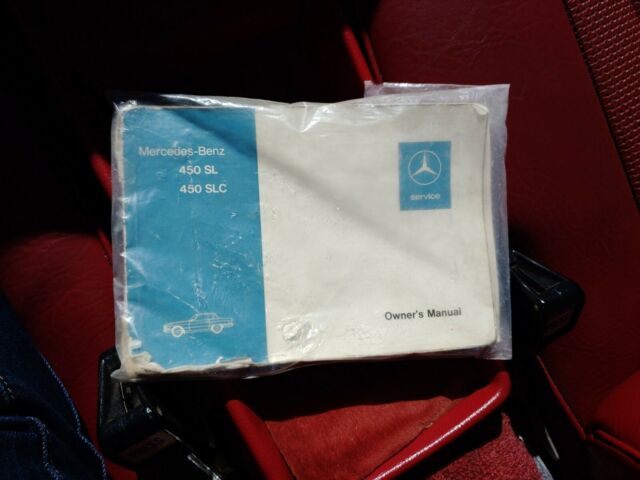 Mercedes-Benz
450 SL
450 SLC
service
Owner's Manual